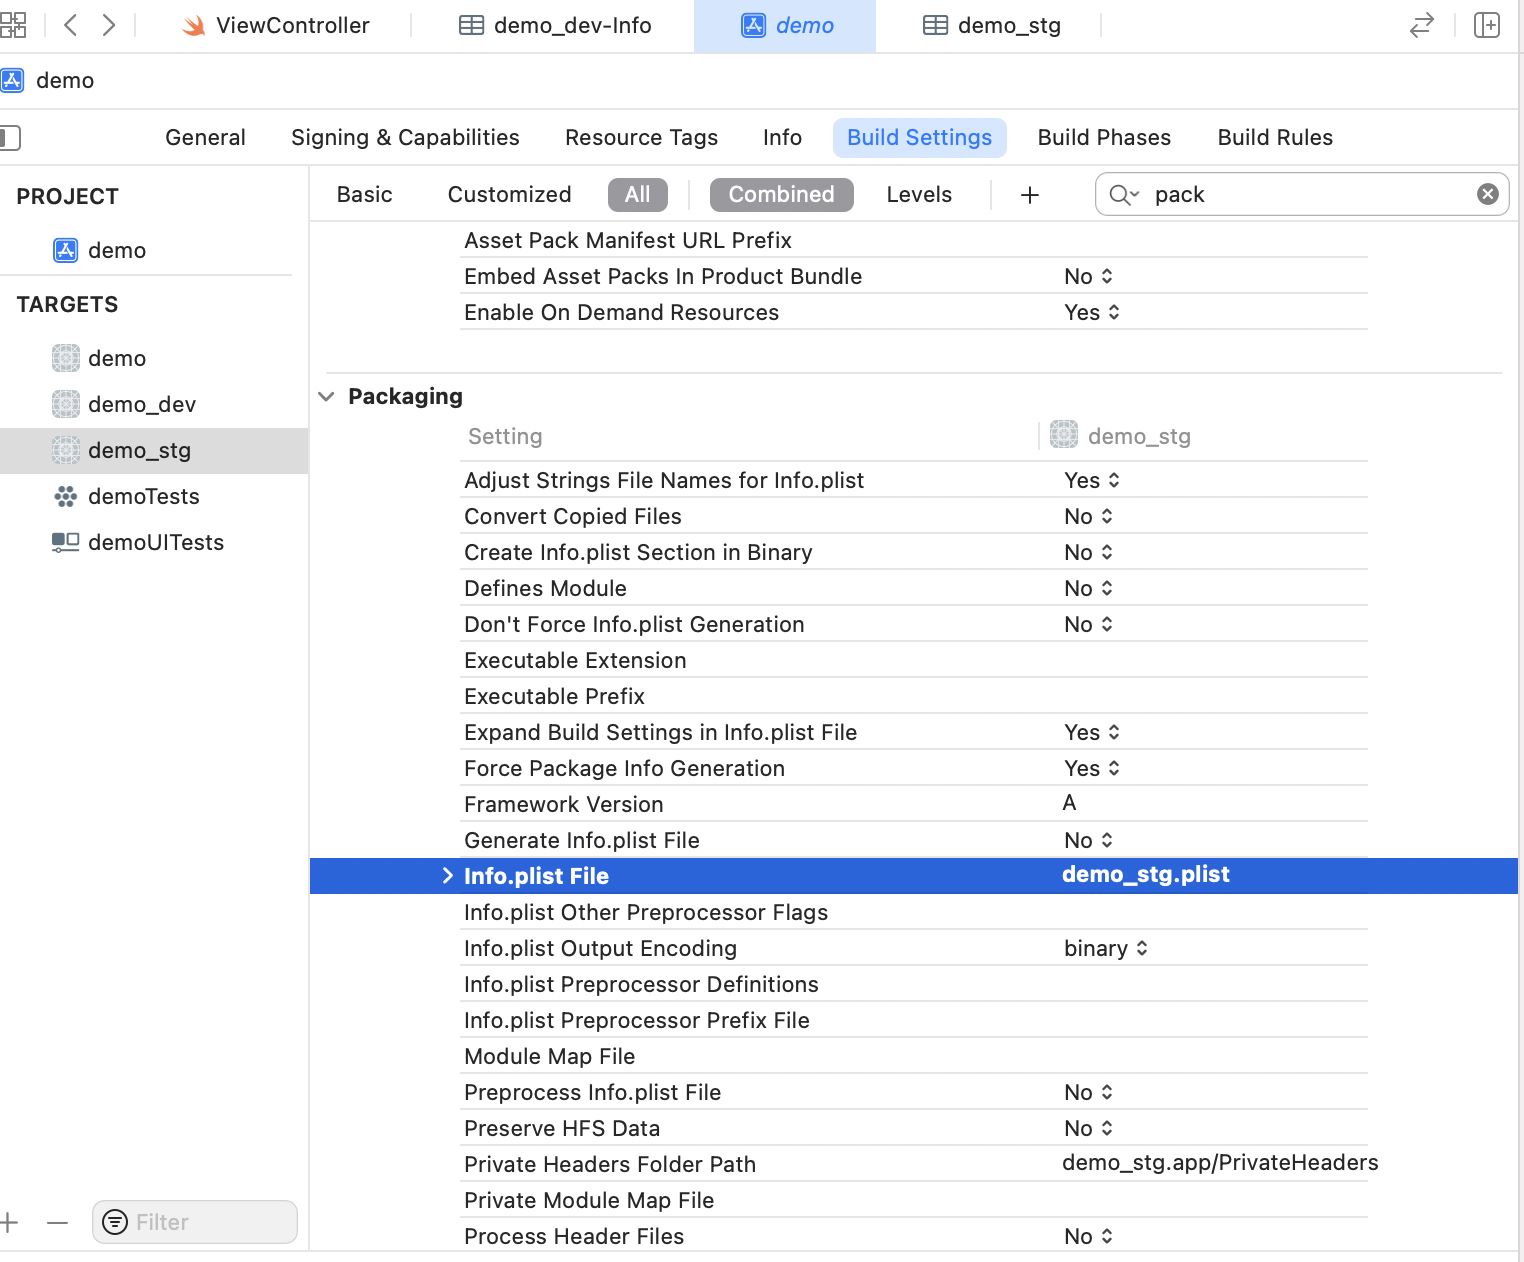 ViewController demo_dev-Info demo demo_stg
demo
General Signing & Capabilities Resource Tags Info Build Settings Build Phases Build Rules
PROJECT
demo
TARGETS
demo
demo_dev
demo_stg
demoTests
demoUITests
Filter
Basic Customized All Combined Levels pack
Asset Pack Manifest URL Prefix
Embed Asset Packs In Product Bundle No
Enable On Demand Resources Yes
Packaging
Setting demo_stg
Adjust Strings File Names for Info.plist Yes
Convert Copied Files No
Create Info.plist Section in Binary No
Defines Module No
Don't Force Info.plist Generation No
Executable Extension
Executable Prefix
Expand Build Settings in Info.plist File Yes
Force Package Info Generation Yes
Framework Version A
Generate Info.plist File No
Info.plist File demo_stg.plist
Info.plist Other Preprocessor Flags
Info.plist Output Encoding binary
Info.plist Preprocessor Definitions
Info.plist Preprocessor Prefix File
Module Map File
Preprocess Info.plist File No
Preserve HFS Data No
Private Headers Folder Path demo_stg.app/PrivateHeaders
Private Module Map File
Process Header Files No